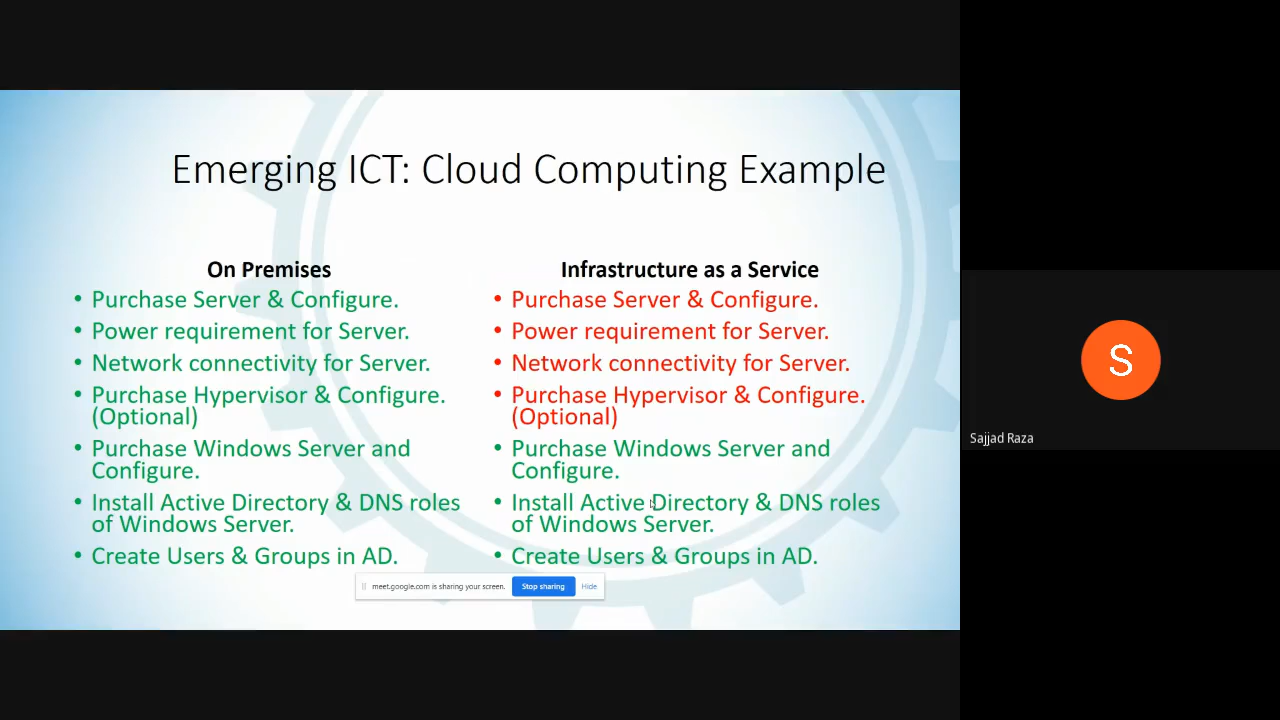 Emerging ICT: Cloud Computing Example
On Premises
• Purchase Server & Configure.
• Power requirement for Server.
• Network connectivity for Server.
• Purchase Hypervisor & Configure.
(Optional)
• Purchase Windows Server and
Configure.
• Install Active Directory & DNS roles
of Windows Server.
• Create Users & Groups in AD.
Infrastructure as a Service
• Purchase Server & Configure.
• Power requirement for Server.
• Network connectivity for Server.
• Purchase Hypervisor & Configure.
(Optional)
• Purchase Windows Server and
Configure.
• Install Active Directory & DNS roles
of Windows Server.
• Create Users & Groups in AD.
meet.google.com is sharing your screen. Stop sharing Hide
S
Sajjad Raza